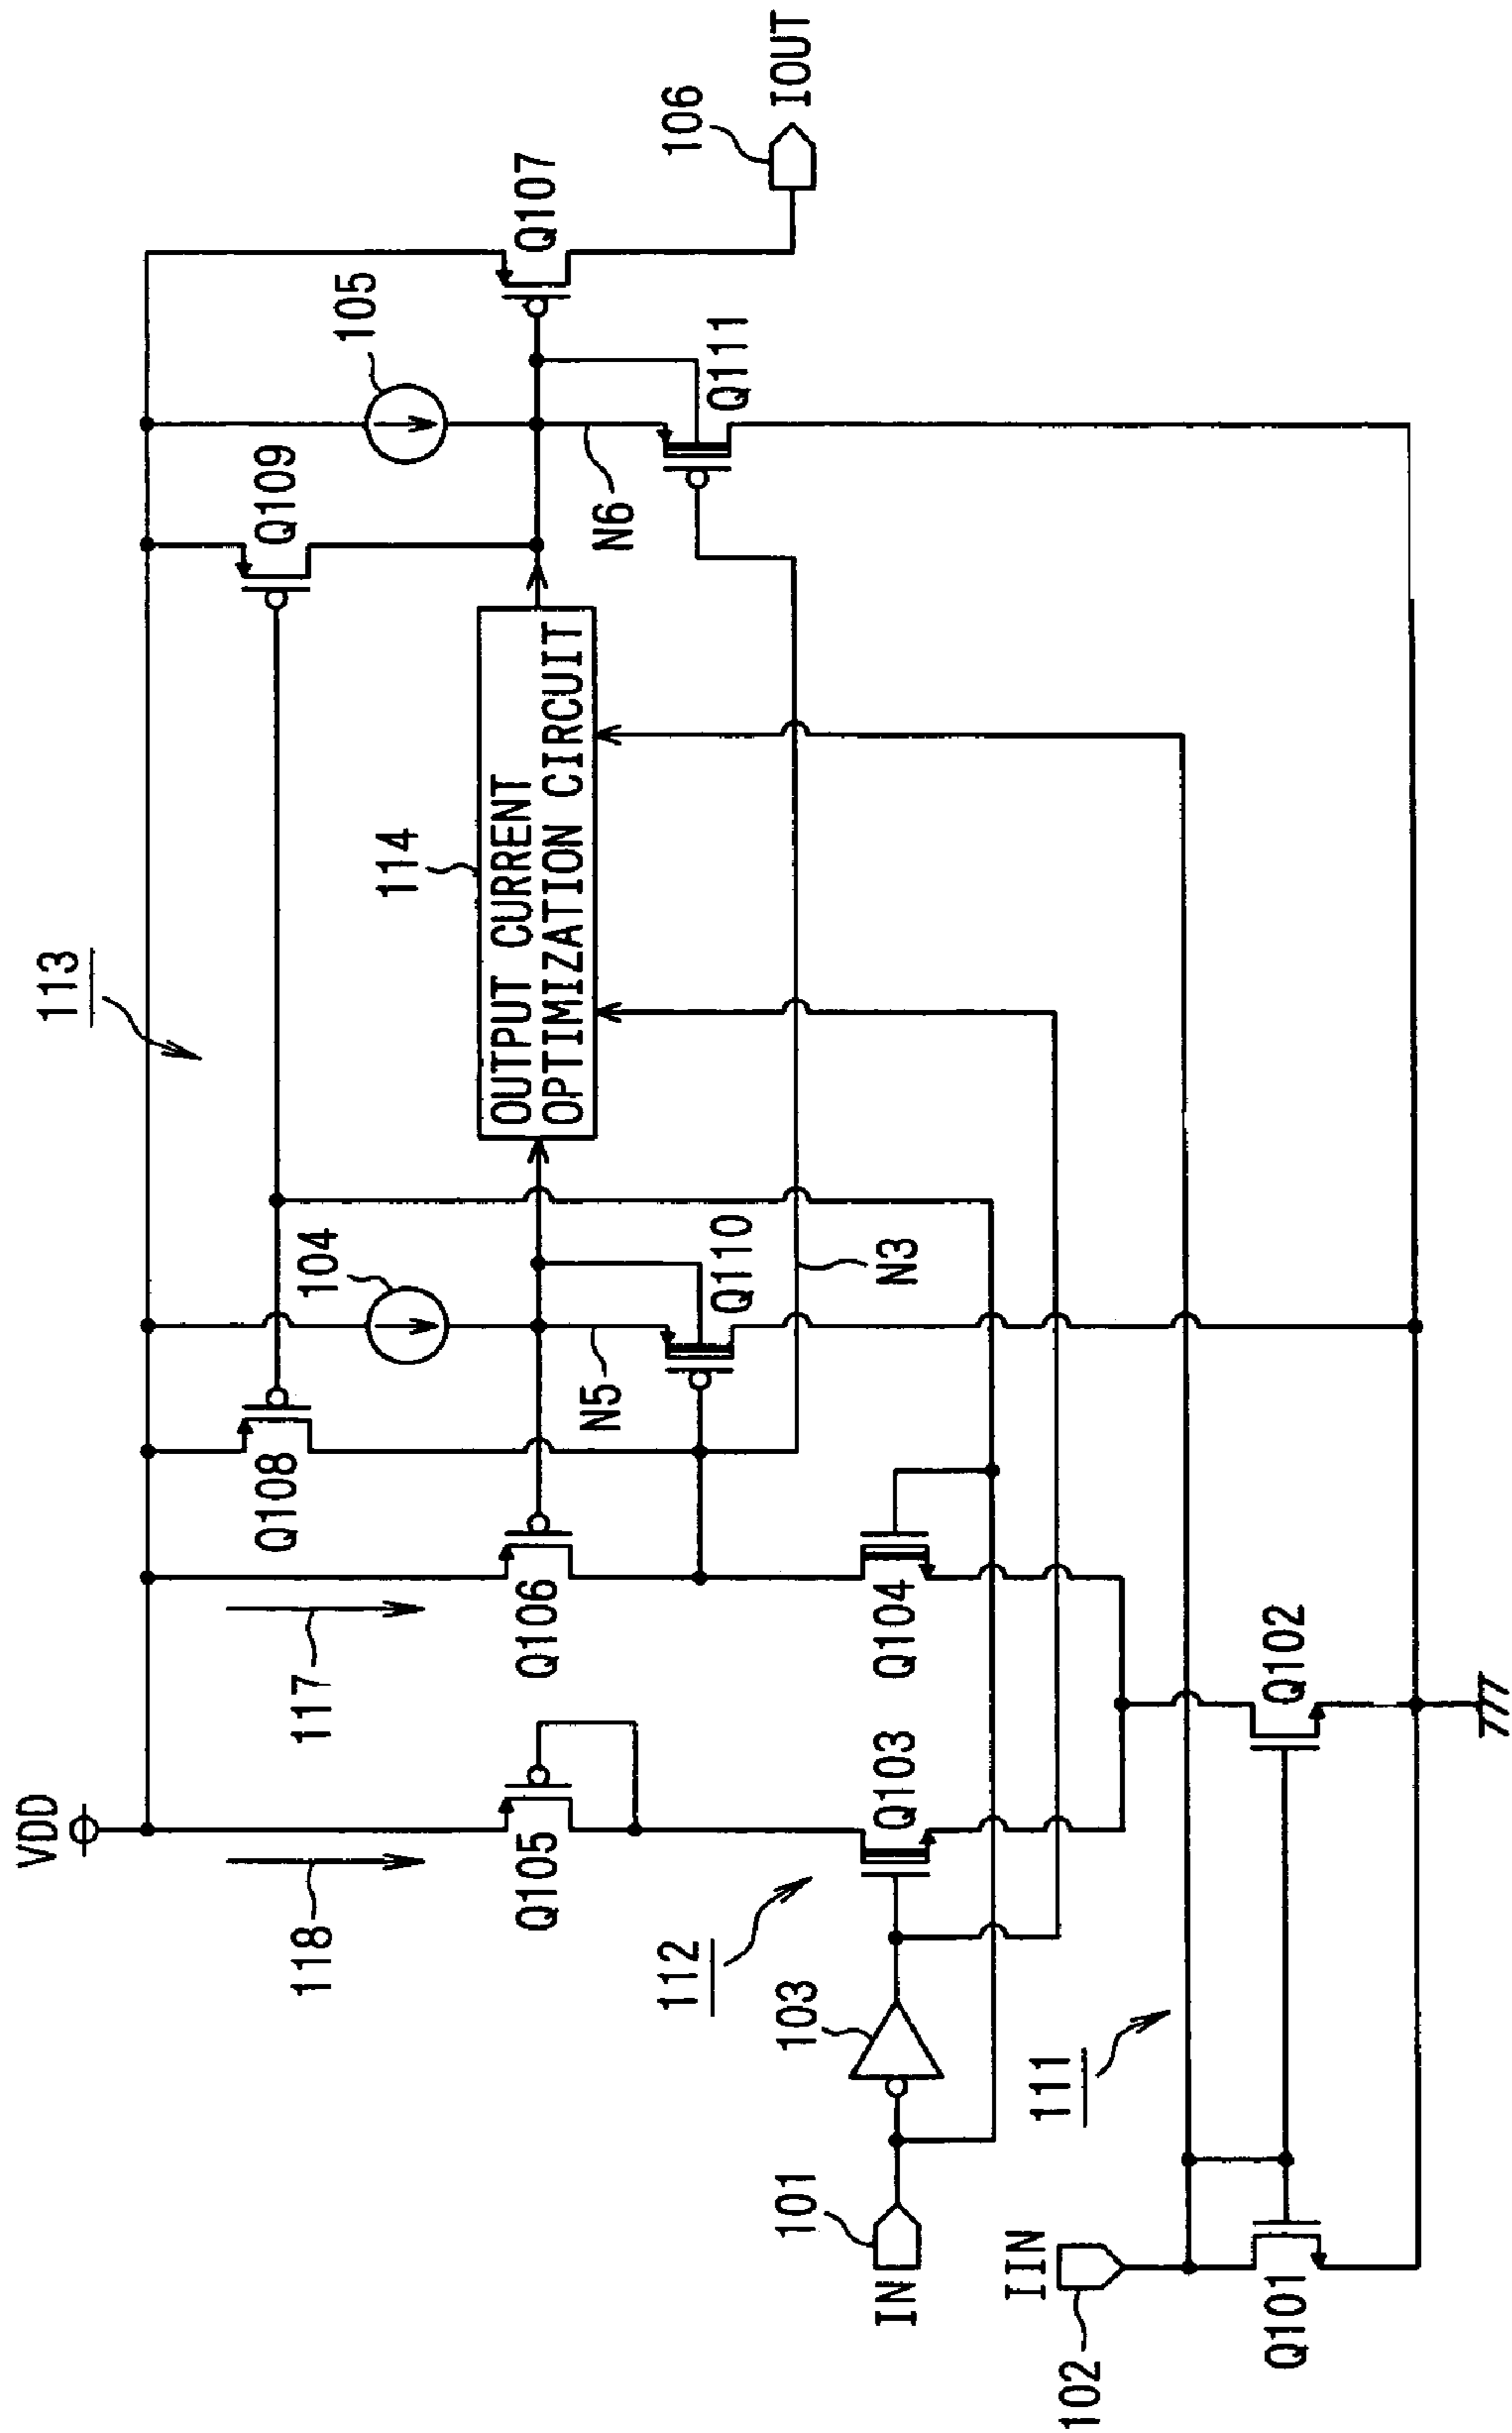 113
VDD
118
117
Q108
104
Q109
105
Q105
Q106
N5
Q110
114
OUTPUT CURRENT
OPTIMIZATION CIRCUIT
N6
Q111
Q107
106
IOUT
112
103
Q103
Q104
N3
101
IN
111
102
IIN
Q101
Q102